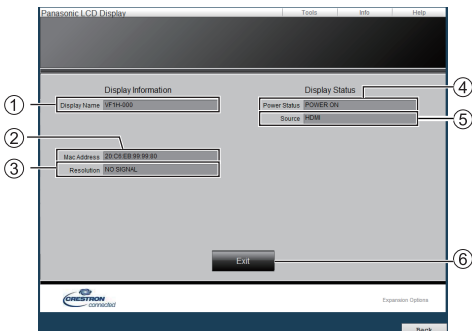 Panasonic LCD Display Tools Info Help
Display Information Display Status
① Display Name VF1H-000
Power Status POWER ON ④
Source HDMI ⑤
② Mac Address 20:C6:EB:99:99:80
③ Resolution NO SIGNAL
Exit ⑥
CRESTRON connected
Expansion Options
Back